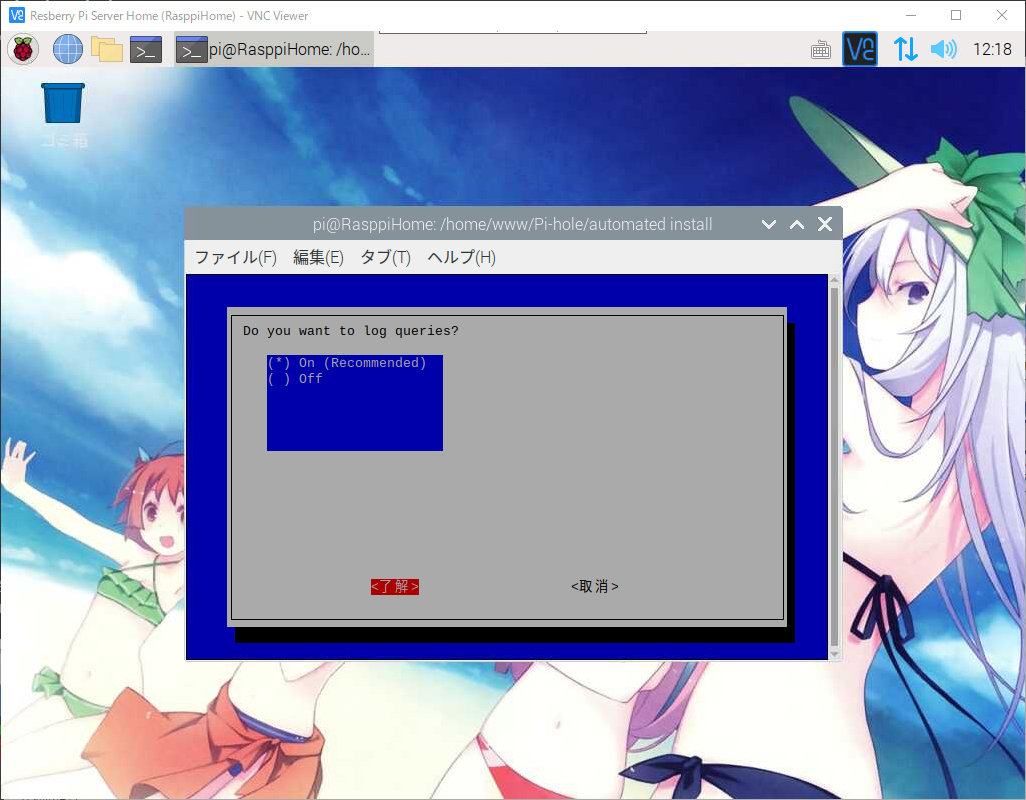 Resberry Pi Server Home (RasppiHome) - VNC Viewer
pi@RasppiHome: /ho...
12:18
ゴミ箱
pi@RasppiHome: /home/www/Pi-hole/automated install
ファイル(F) 編集(E) タブ(T) ヘルプ(H)
Do you want to log queries?
(*) On (Recommended)
( ) Off
<了解> <取消>